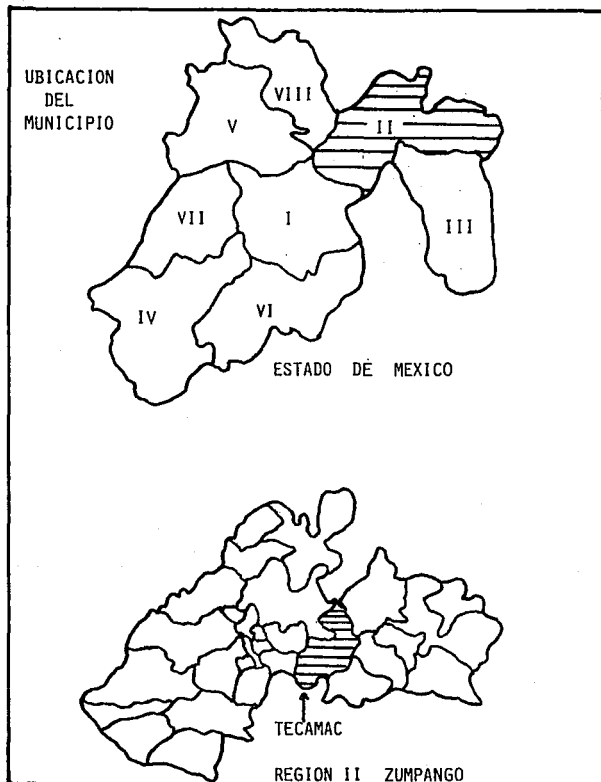 UBICACION
DEL
MUNICIPIO
VIII
V
II
VII
I
III
IV
VI
ESTADO DE MEXICO
TECAMAC
REGION II ZUMPANGO